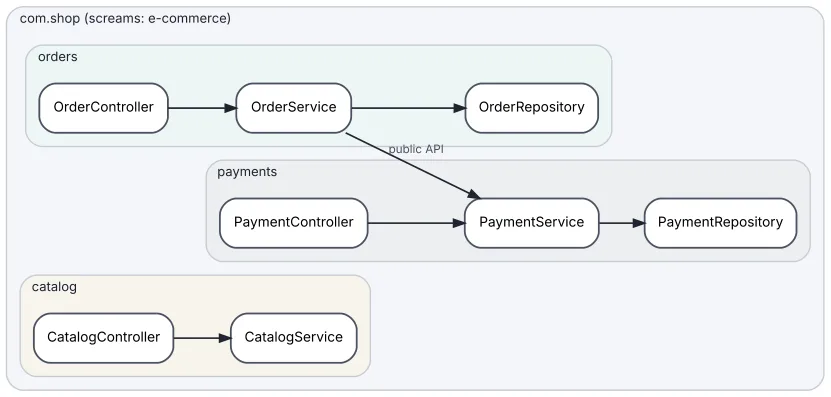 com.shop (screams: e-commerce)
orders
OrderController
OrderService
OrderRepository
public API
payments
PaymentController
PaymentService
PaymentRepository
catalog
CatalogController
CatalogService